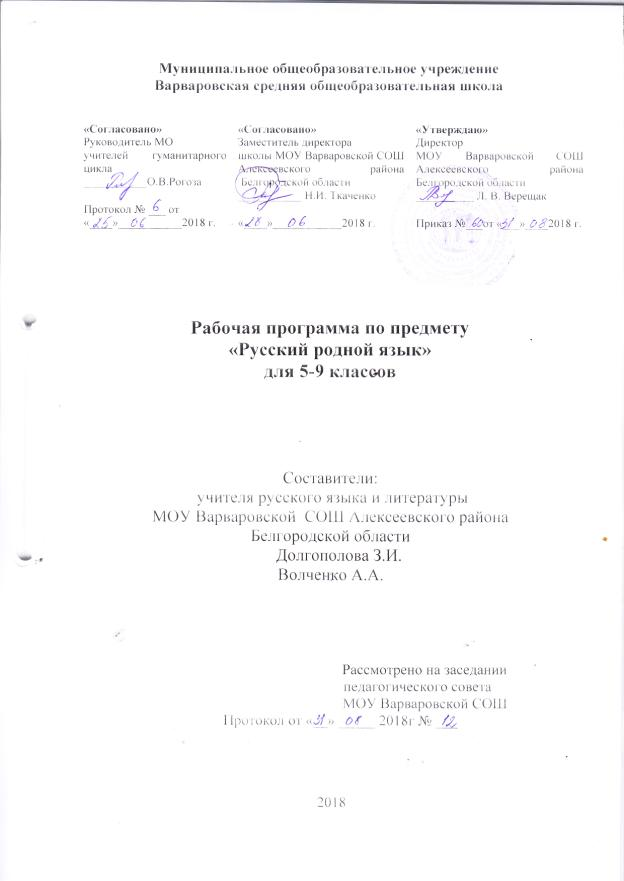 Муниципальное общеобразовательное учреждение
Варваровская средняя общеобразовательная школа
«Согласовано»
Руководитель МО
учителей гуманитарного
цикла
О.В.Рогоза
Протокол № 6 от
«25» 06 2018 г.
«Согласовано»
Заместитель директора
школы МОУ Варваровской СОШ
Алексеевского района
Белгородской области
Н.И. Ткаченко
«28» 06 2018 г.
«Утверждаю»
Директор
МОУ Варваровской СОШ
Алексеевского района
Белгородской области
Л. В. Верещак
Приказ № 60 от «31» 08 2018 г.
Рабочая программа по предмету
«Русский родной язык»
для 5-9 классов
Составители:
учителя русского языка и литературы
МОУ Варваровской СОШ Алексеевского района
Белгородской области
Долгополова З.И.
Волченко А.А.
Рассмотрено на заседании
педагогического совета
МОУ Варваровской СОШ
Протокол от «31» 08 2018г № 12
2018